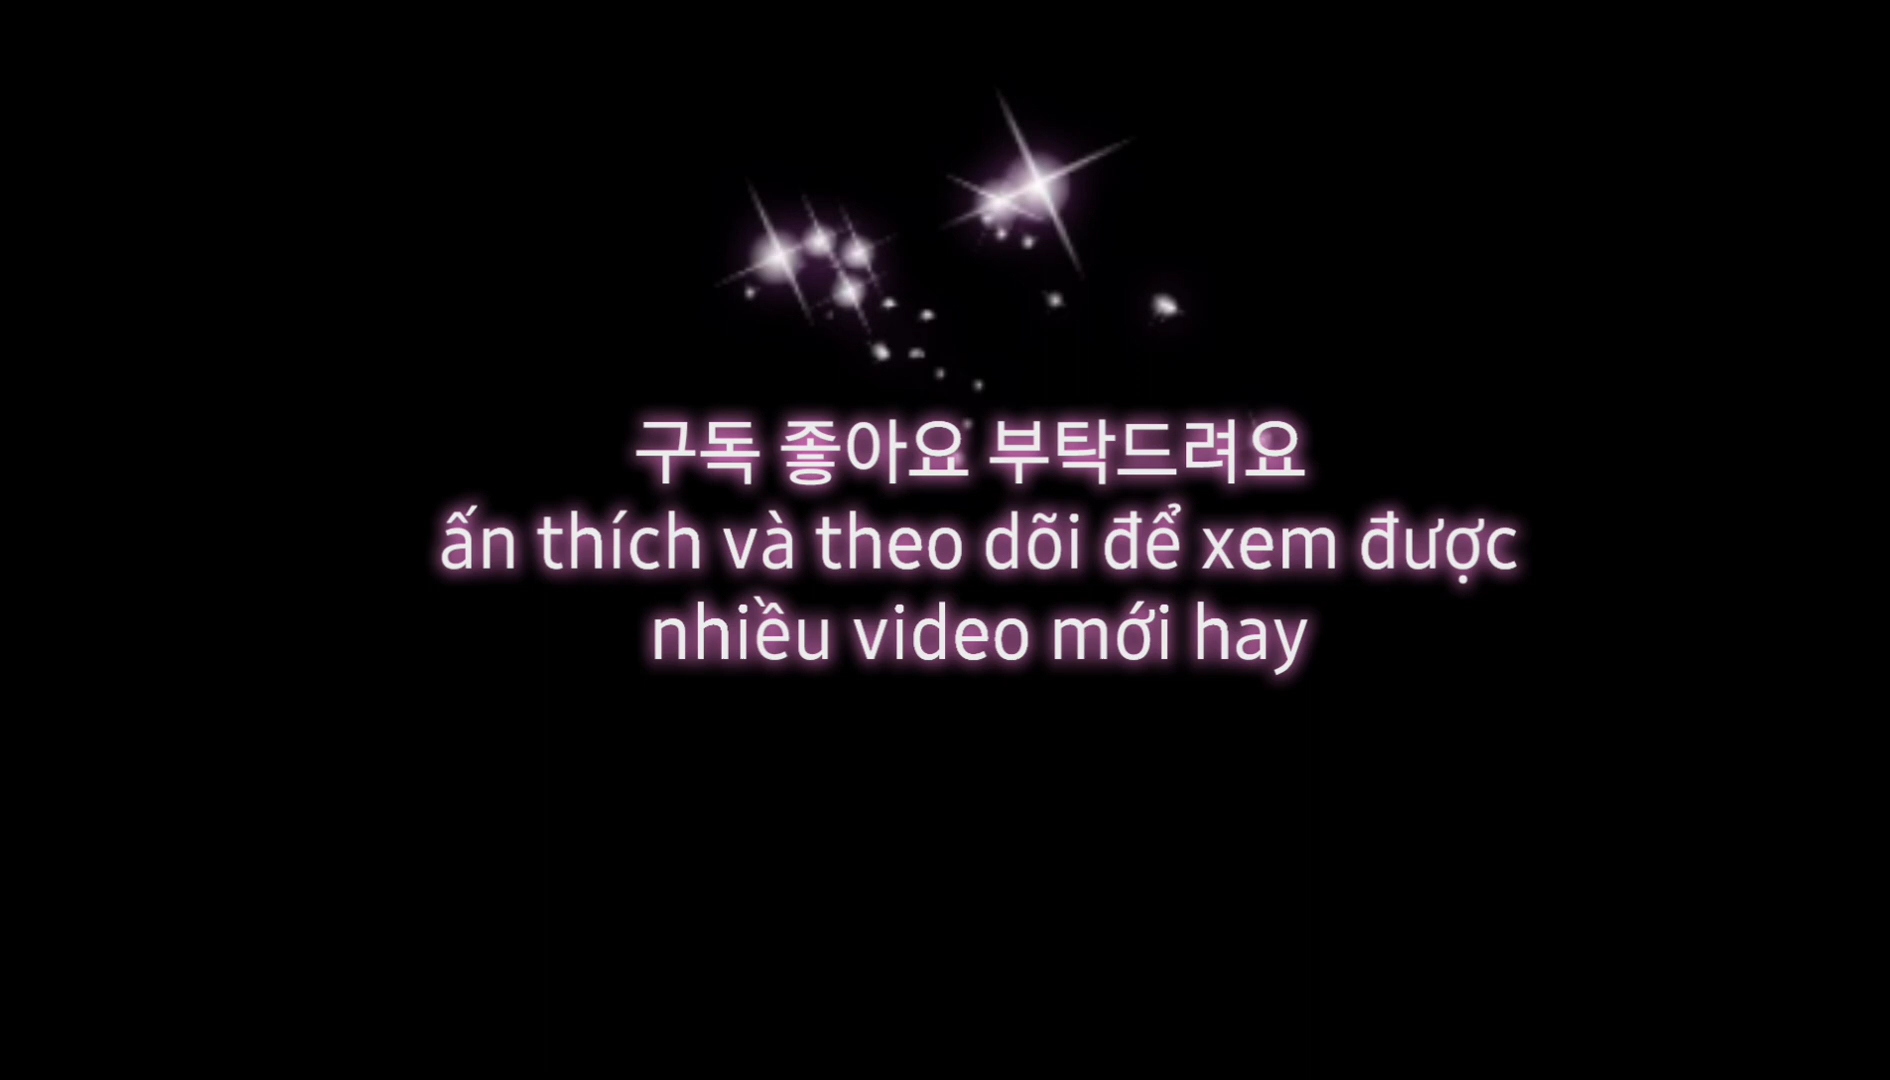 구독 좋아요 부탁드려요
ấn thích và theo dõi để xem được
nhiều video mới hay